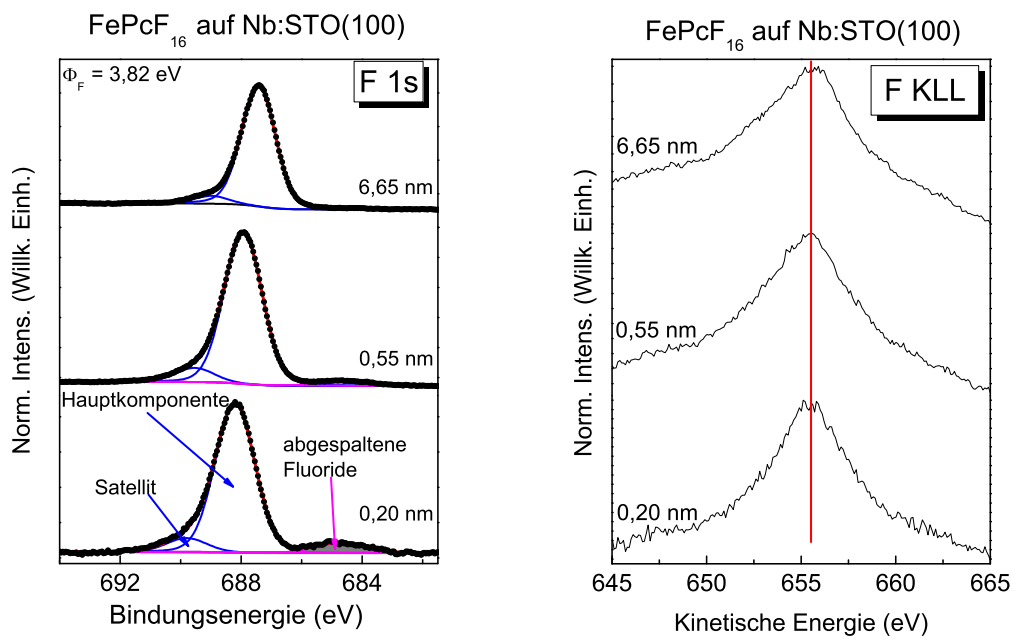 FePcF₁₆ auf Nb:STO(100)
Φ_F = 3,82 eV
F 1s
6,65 nm
0,55 nm
Hauptkomponente
abgespaltene
Fluoride
Satellit
0,20 nm
692 688 684
Bindungsenergie (eV)
Norm. Intens. (Willk. Einh.)
FePcF₁₆ auf Nb:STO(100)
F KLL
6,65 nm
0,55 nm
0,20 nm
645 650 655 660 665
Kinetische Energie (eV)
Norm. Intens. (Willk. Einh.)